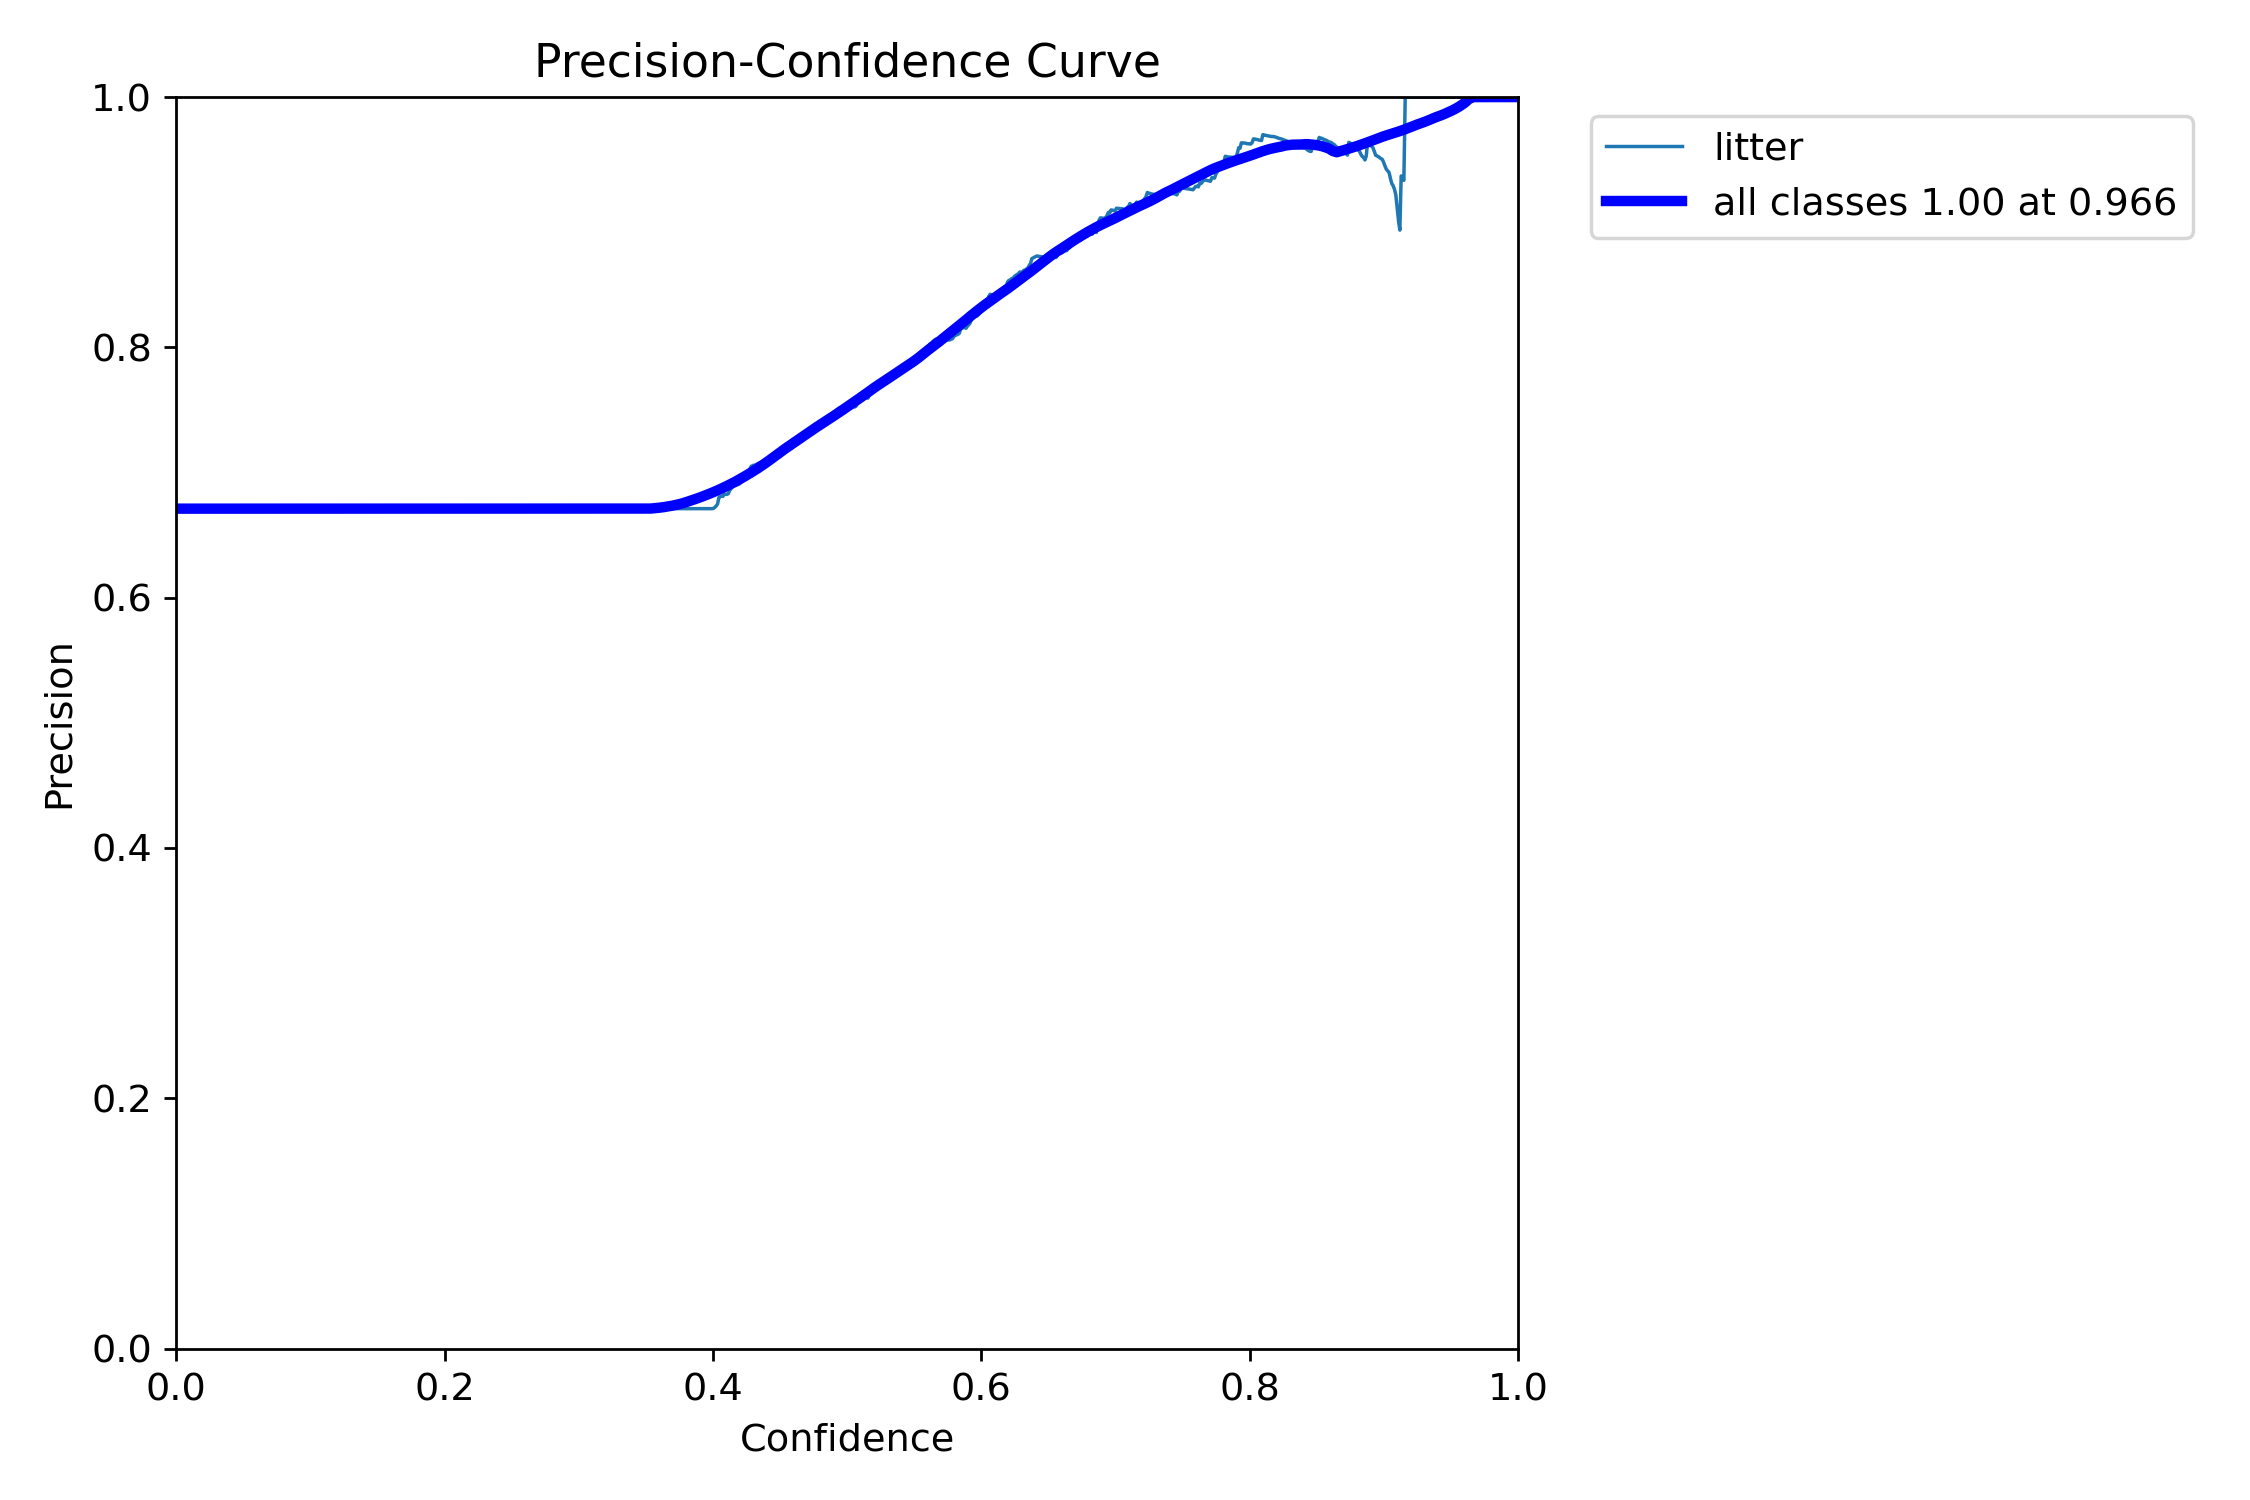 Precision-Confidence Curve
1.0
0.8
0.6
0.4
0.2
0.0
Precision
0.0 0.2 0.4 0.6 0.8 1.0
Confidence
litter
all classes 1.00 at 0.966